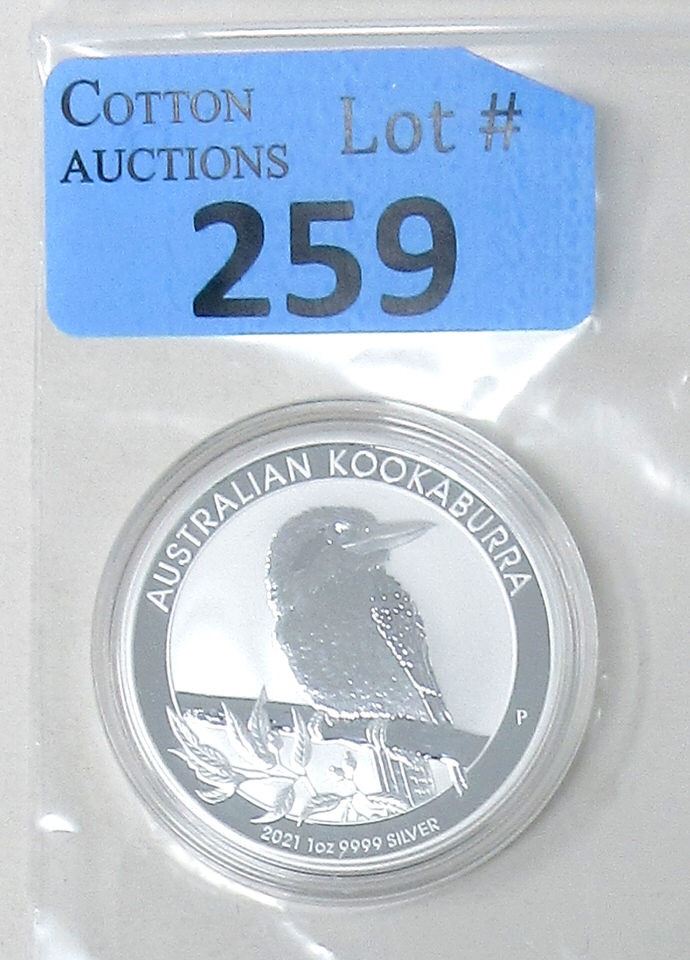 COTTON
AUCTIONS
Lot #
259
AUSTRALIAN KOOKABURRA
P
2021 1oz 9999 SILVER